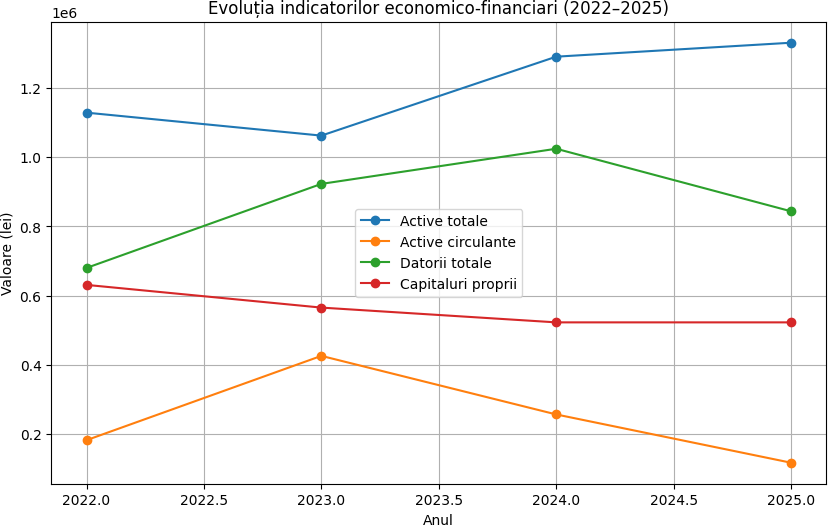 Evoluția indicatorilor economico-financiari (2022–2025)
1e6
1.2
1.0
0.8
0.6
0.4
0.2
Valoare (lei)
Active totale
Active circulante
Datorii totale
Capitaluri proprii
2022.0 2022.5 2023.0 2023.5 2024.0 2024.5 2025.0
Anul